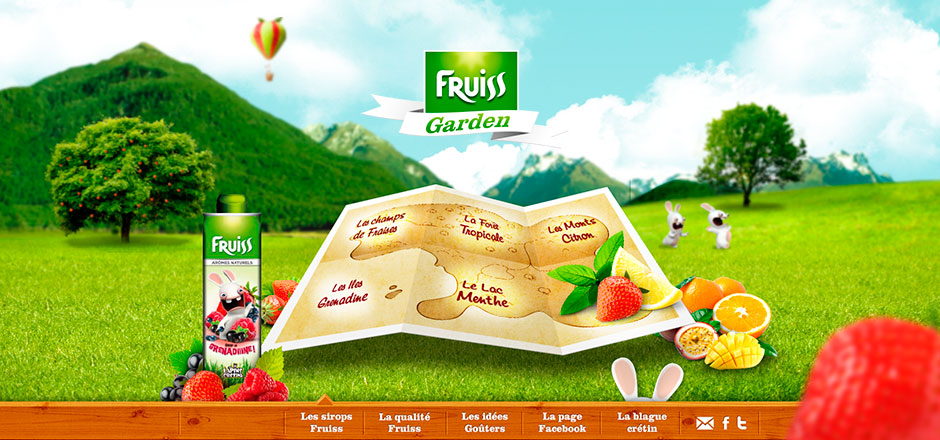 FRUISS
Garden
Les champs
de Fraises
La Forêt
Tropicale
Les Monts
Citron
Les Iles
Grenadine
Le Lac
Menthe
FRUISS
ARÔMES NATURELS
GRENADIIINE!
Les sirops
Fruiss
La qualité
Fruiss
Les idées
Goûters
La page
Facebook
La blague
crétin